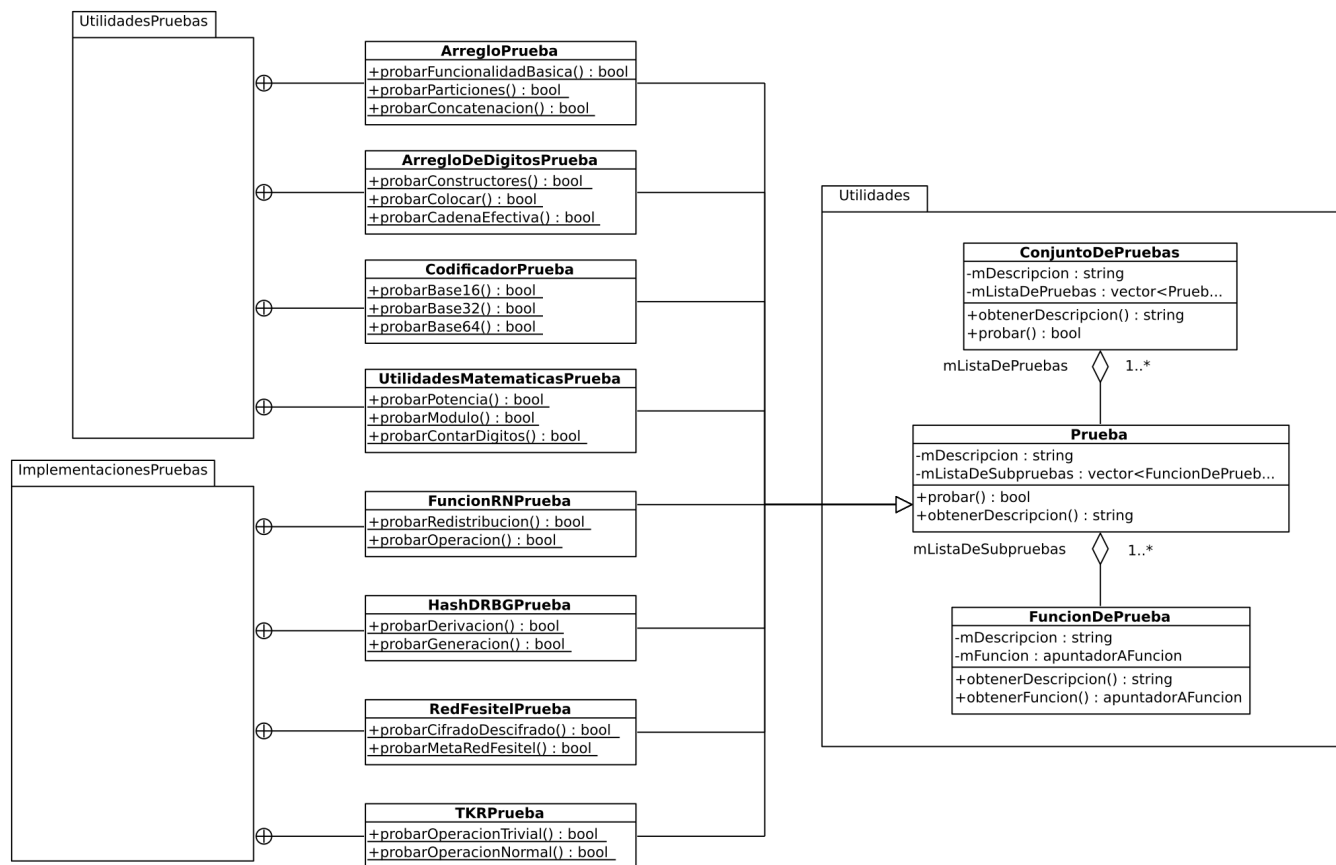 UtilidadesPruebas
ArregloPrueba
+probarFuncionalidadBasica() : bool
+probarParticiones() : bool
+probarConcatenacion() : bool
ArregloDeDigitosPrueba
+probarConstructores() : bool
+probarColocar() : bool
+probarCadenaEfectiva() : bool
CodificadorPrueba
+probarBase16() : bool
+probarBase32() : bool
+probarBase64() : bool
UtilidadesMatematicasPrueba
+probarPotencia() : bool
+probarModulo() : bool
+probarContarDigitos() : bool
ImplementacionesPruebas
FuncionRNPrueba
+probarRedistribucion() : bool
+probarOperacion() : bool
HashDRBGPrueba
+probarDerivacion() : bool
+probarGeneracion() : bool
RedFesitelPrueba
+probarCifradoDescifrado() : bool
+probarMetaRedFesitel() : bool
TKRPrueba
+probarOperacionTrivial() : bool
+probarOperacionNormal() : bool
Utilidades
ConjuntoDePruebas
-mDescripcion : string
-mListaDePruebas : vector<Prueb...
+obtenerDescripcion() : string
+probar() : bool
mListaDePruebas 1..*
Prueba
-mDescripcion : string
-mListaDeSubpruebas : vector<FuncionDePrueb...
+probar() : bool
+obtenerDescripcion() : string
mListaDeSubpruebas 1..*
FuncionDePrueba
-mDescripcion : string
-mFuncion : apuntadorAFuncion
+obtenerDescripcion() : string
+obtenerFuncion() : apuntadorAFuncion